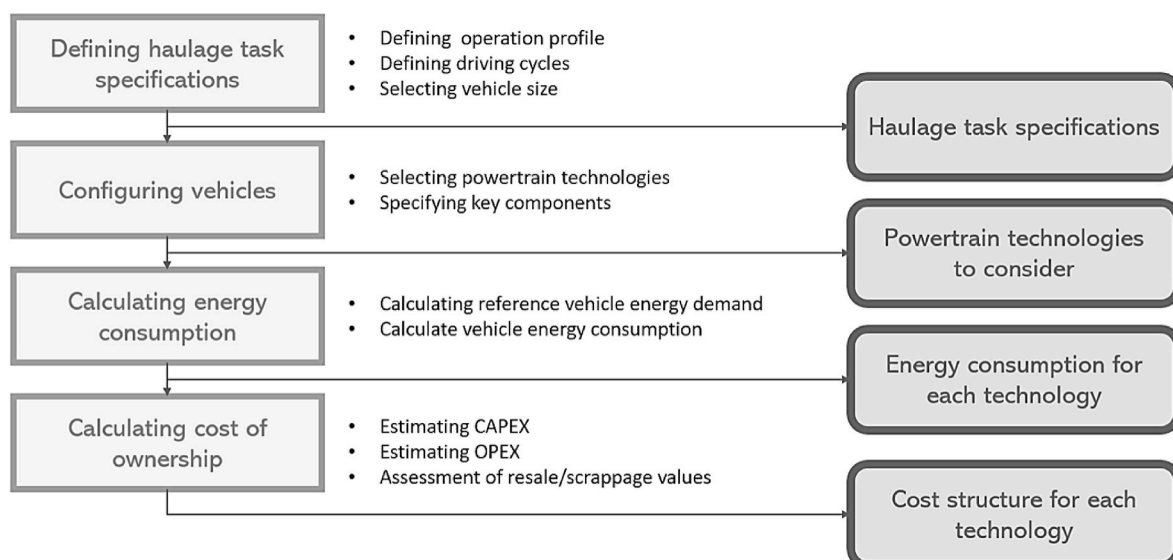 Defining haulage task
specifications
• Defining operation profile
• Defining driving cycles
• Selecting vehicle size
Haulage task specifications
Configuring vehicles
• Selecting powertrain technologies
• Specifying key components
Powertrain technologies
to consider
Calculating energy
consumption
• Calculating reference vehicle energy demand
• Calculate vehicle energy consumption
Energy consumption for
each technology
Calculating cost of
ownership
• Estimating CAPEX
• Estimating OPEX
• Assessment of resale/scrappage values
Cost structure for each
technology